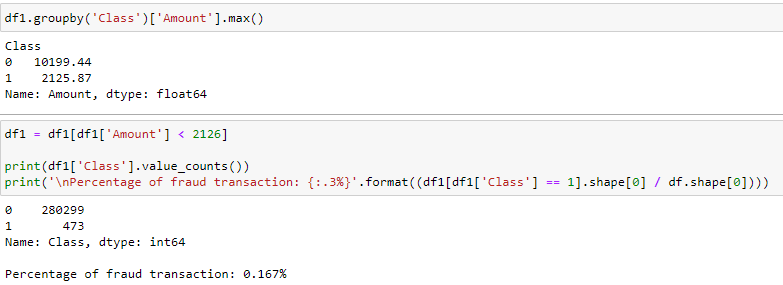 df1.groupby('Class')['Amount'].max()
Class
0   10199.44
1    2125.87
Name: Amount, dtype: float64
df1 = df1[df1['Amount'] < 2126]
print(df1['Class'].value_counts())
print('\nPercentage of fraud transaction: {:.3%}'.format((df1[df1['Class'] == 1].shape[0] / df.shape[0])))
0    280299
1       473
Name: Class, dtype: int64
Percentage of fraud transaction: 0.167%